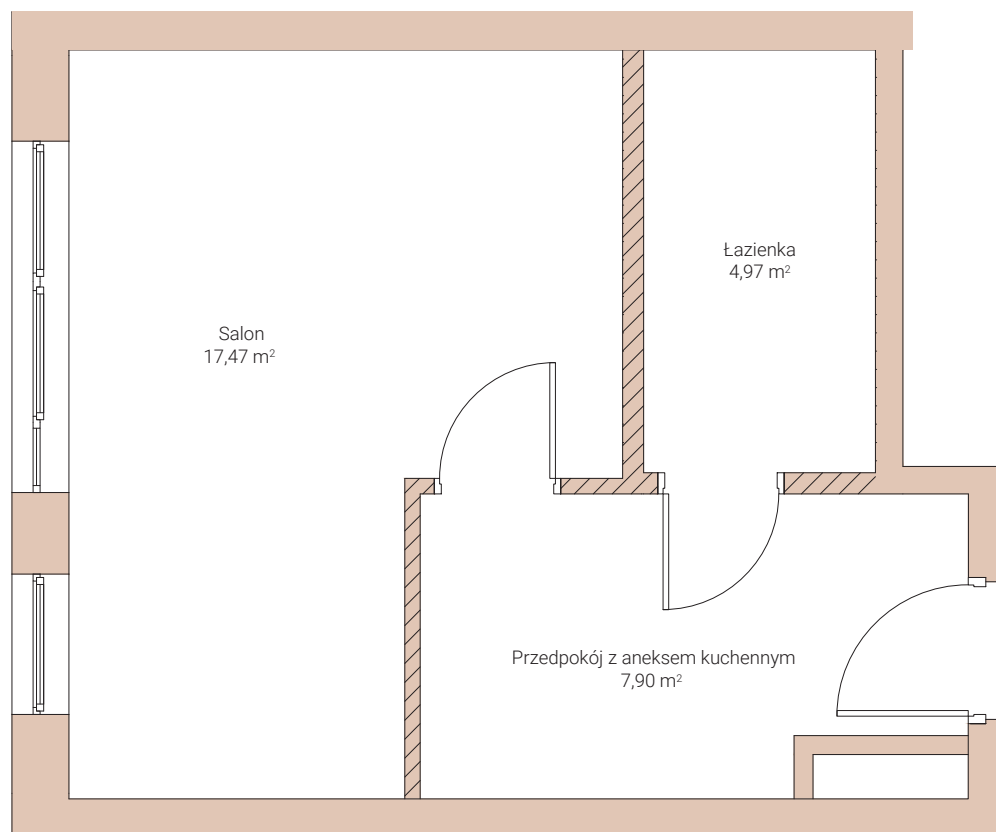 Łazienka
4,97 m²
Salon
17,47 m²
Przedpokój z aneksem kuchennym
7,90 m²